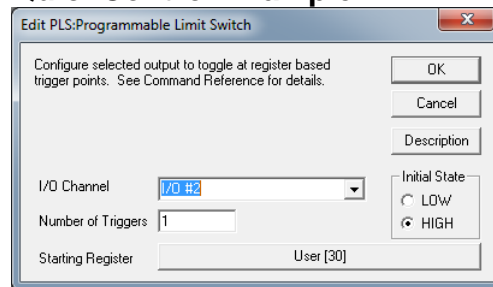 Edit PLS:Programmable Limit Switch
Configure selected output to toggle at register based
trigger points. See Command Reference for details.
OK
Cancel
Description
I/O Channel
I/O #2
Initial State
LOW
HIGH
Number of Triggers
1
Starting Register
User [30]